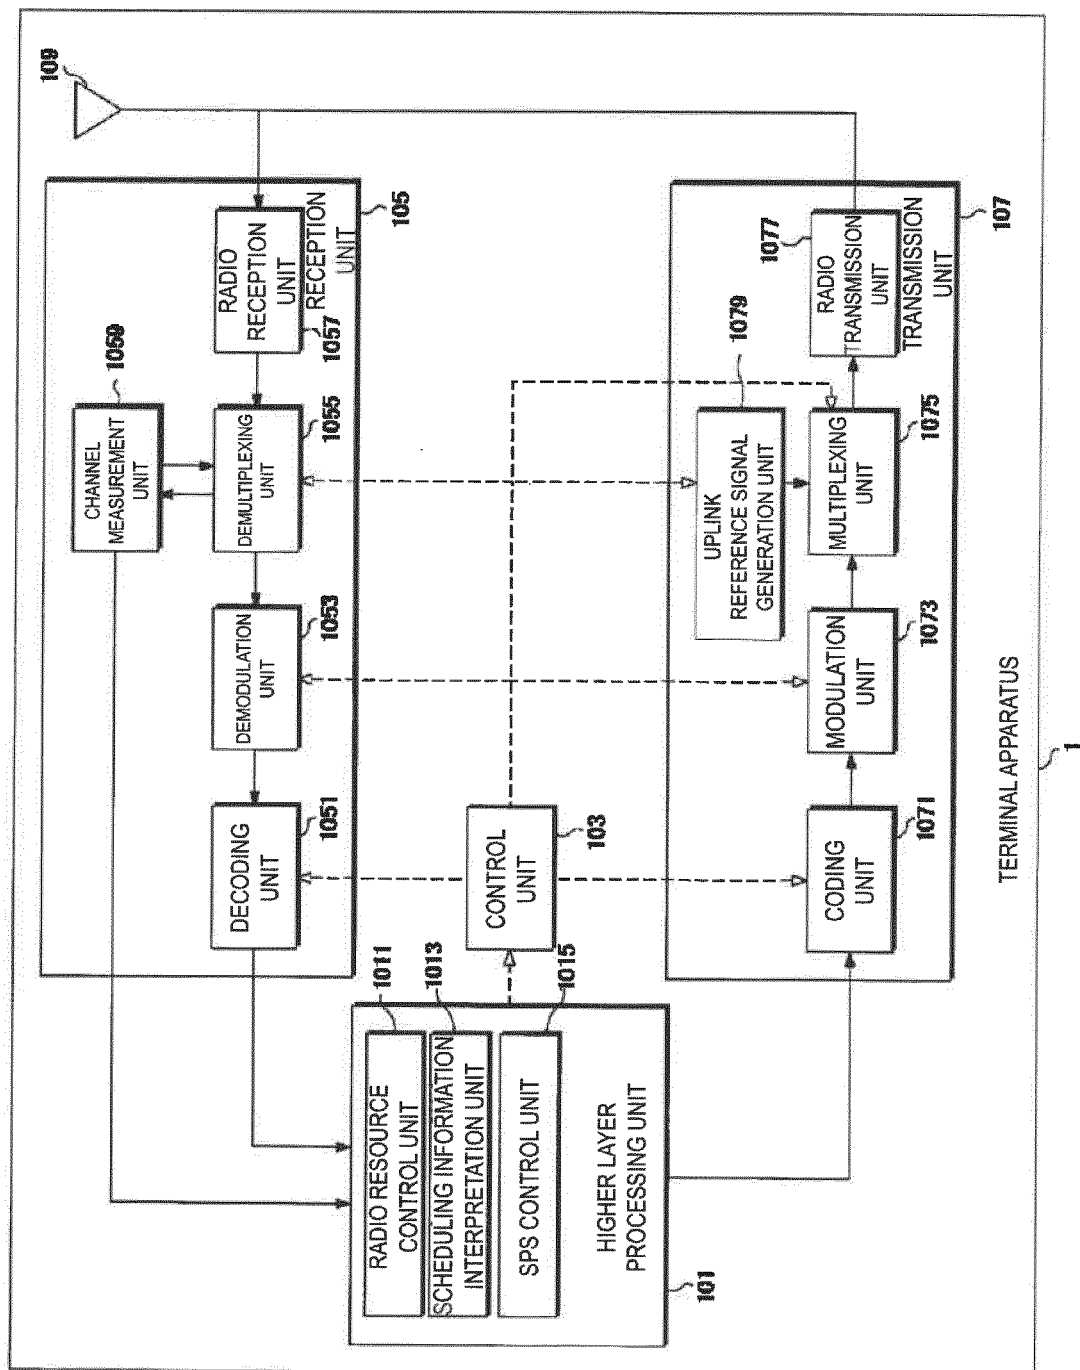 109
RADIO
RECEPTION
UNIT
1057
RECEPTION
UNIT
105
CHANNEL
MEASUREMENT
UNIT
1059
DEMULTIPLEXING
UNIT
1055
DEMODULATION
UNIT
1053
DECODING
UNIT
1051
RADIO RESOURCE
CONTROL UNIT
1011
SCHEDULING INFORMATION
INTERPRETATION UNIT
1013
SPS CONTROL UNIT
1015
HIGHER LAYER
PROCESSING UNIT
101
CONTROL
UNIT
103
CODING
UNIT
1071
MODULATION
UNIT
1073
UPLINK
REFERENCE SIGNAL
GENERATION UNIT
1079
MULTIPLEXING
UNIT
1075
RADIO
TRANSMISSION
UNIT
1077
TRANSMISSION
UNIT
107
TERMINAL APPARATUS
1